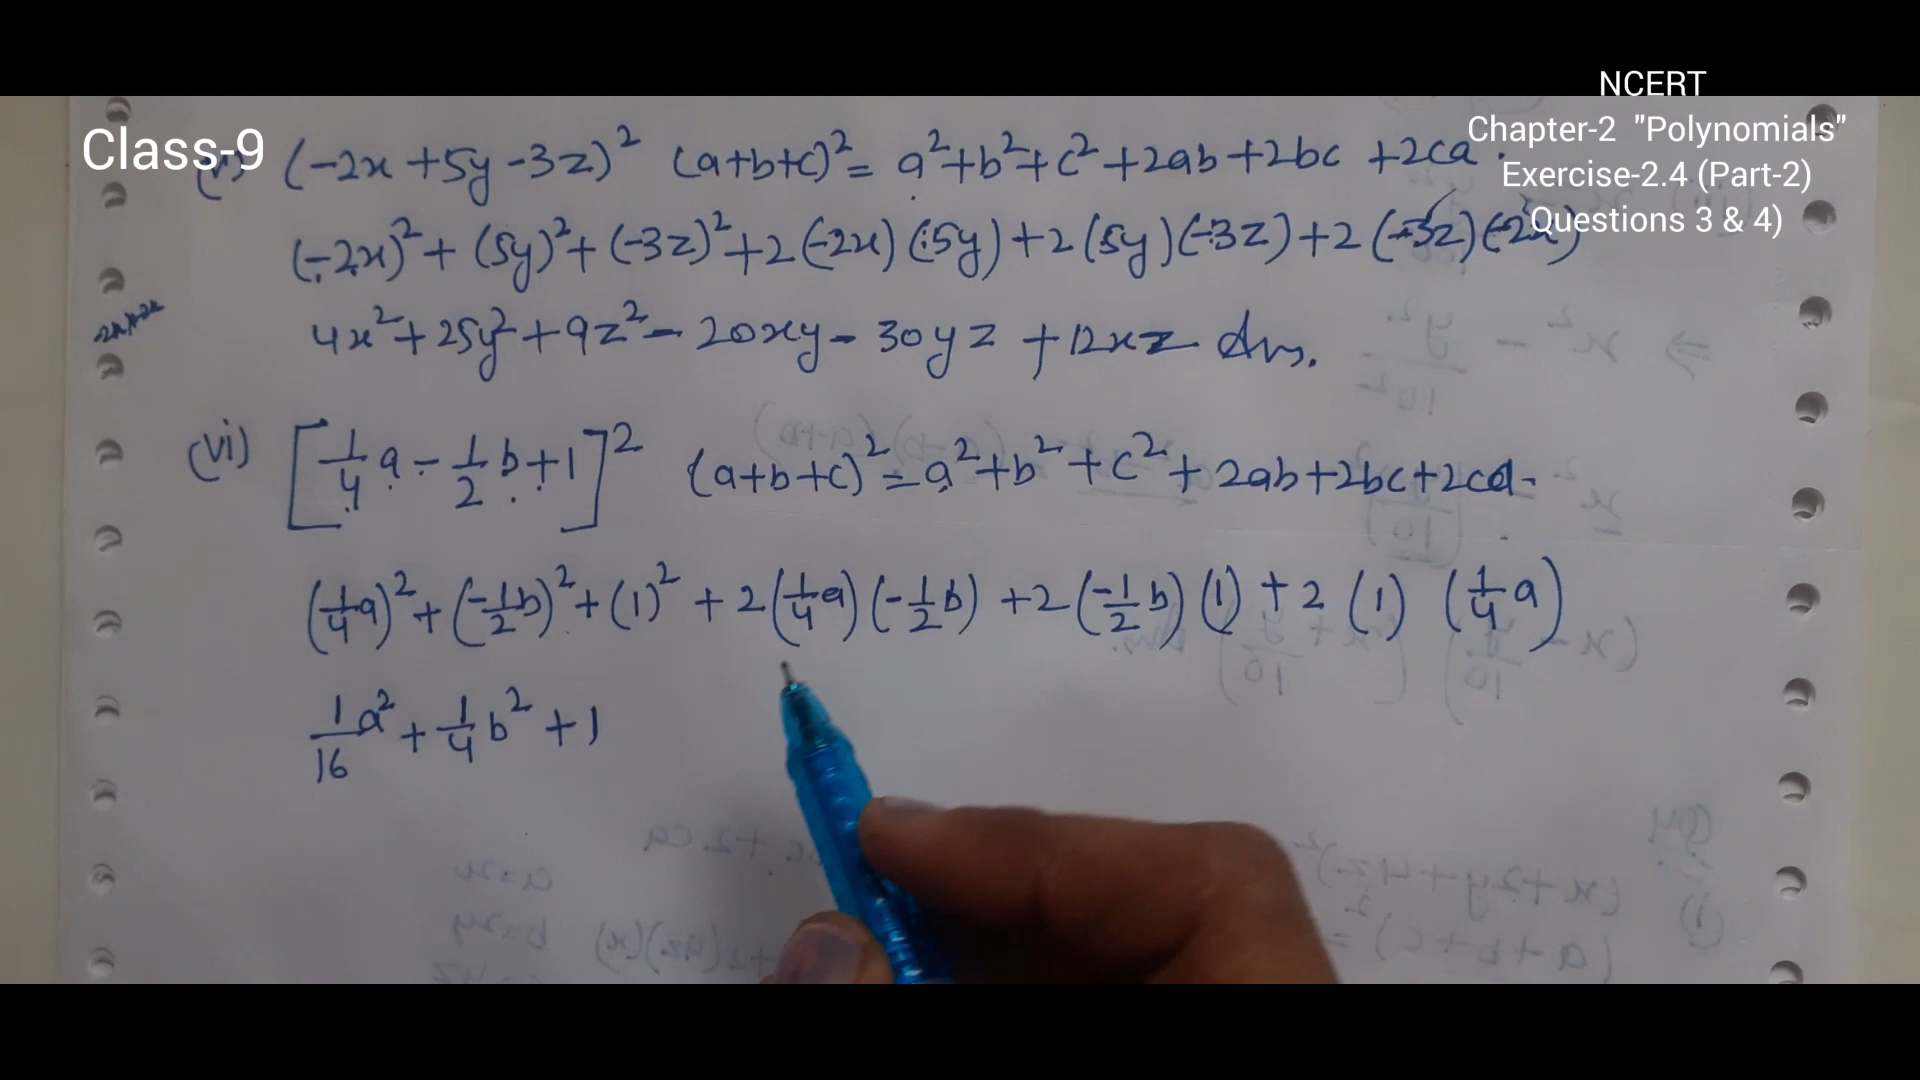 NCERT
Class-9
Chapter-2 "Polynomials"
Exercise-2.4 (Part-2)
Questions 3 & 4)
(v) (-2x+5y-3z)² (a+b+c)² = a²+b²+c²+2ab+2bc+2ca.
(-2x)²+(5y)²+(-3z)²+2(-2x)(5y)+2(5y)(-3z)+2(-3z)(-2x)
4x²+25y²+9z²-20xy-30yz+12xz Ans.
(vi) [1/4 a - 1/2 b + 1]² (a+b+c)² = a²+b²+c²+2ab+2bc+2ca.
(1/4 a)² + (-1/2 b)² + (1)² + 2(1/4 a)(-1/2 b) + 2(-1/2 b)(1) + 2(1)(1/4 a)
1/16 a² + 1/4 b² + 1